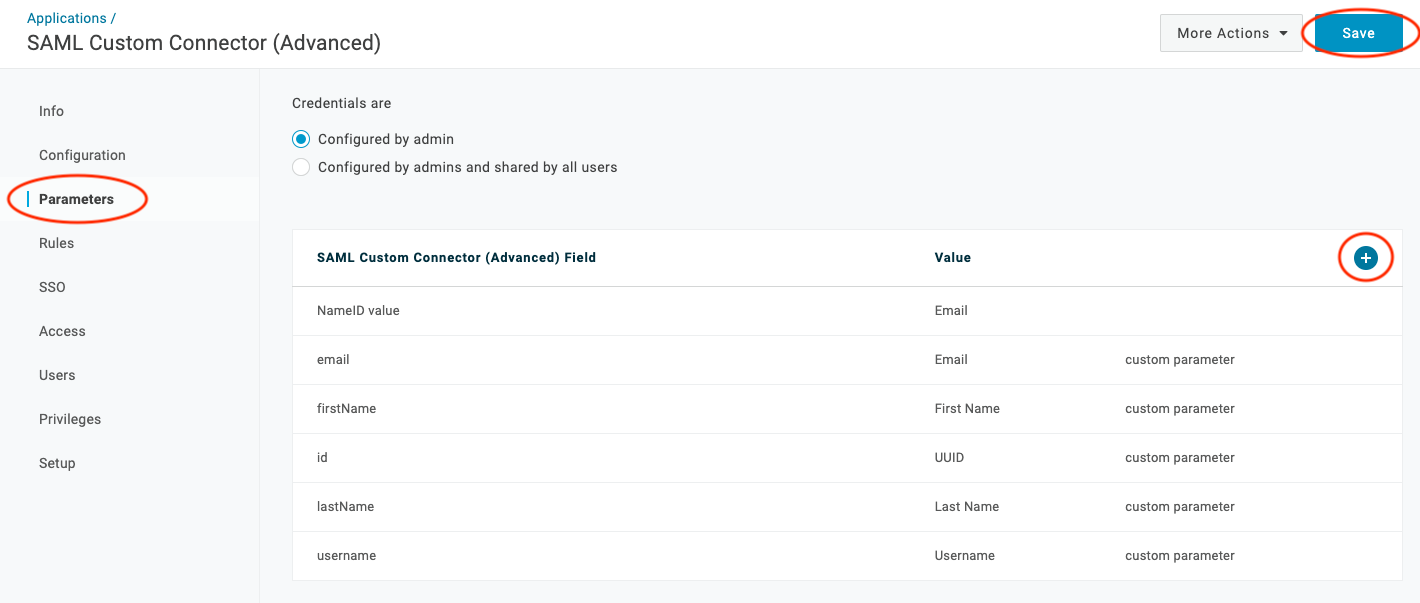 Applications /
SAML Custom Connector (Advanced)
More Actions
Save
Info
Configuration
Parameters
Rules
SSO
Access
Users
Privileges
Setup
Credentials are
Configured by admin
Configured by admins and shared by all users
SAML Custom Connector (Advanced) Field Value
NameID value Email
email Email custom parameter
firstName First Name custom parameter
id UUID custom parameter
lastName Last Name custom parameter
username Username custom parameter